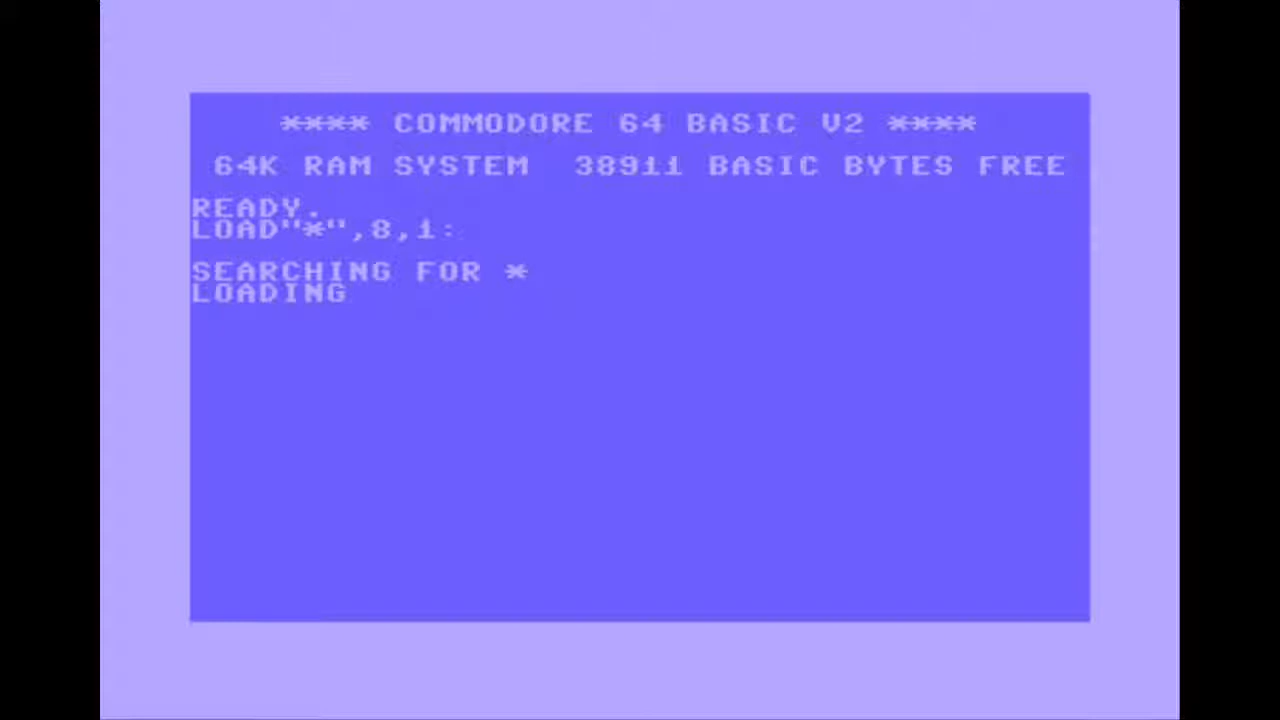 **** COMMODORE 64 BASIC V2 ****
64K RAM SYSTEM  38911 BASIC BYTES FREE
READY.
LOAD"*",8,1:
SEARCHING FOR *
LOADING